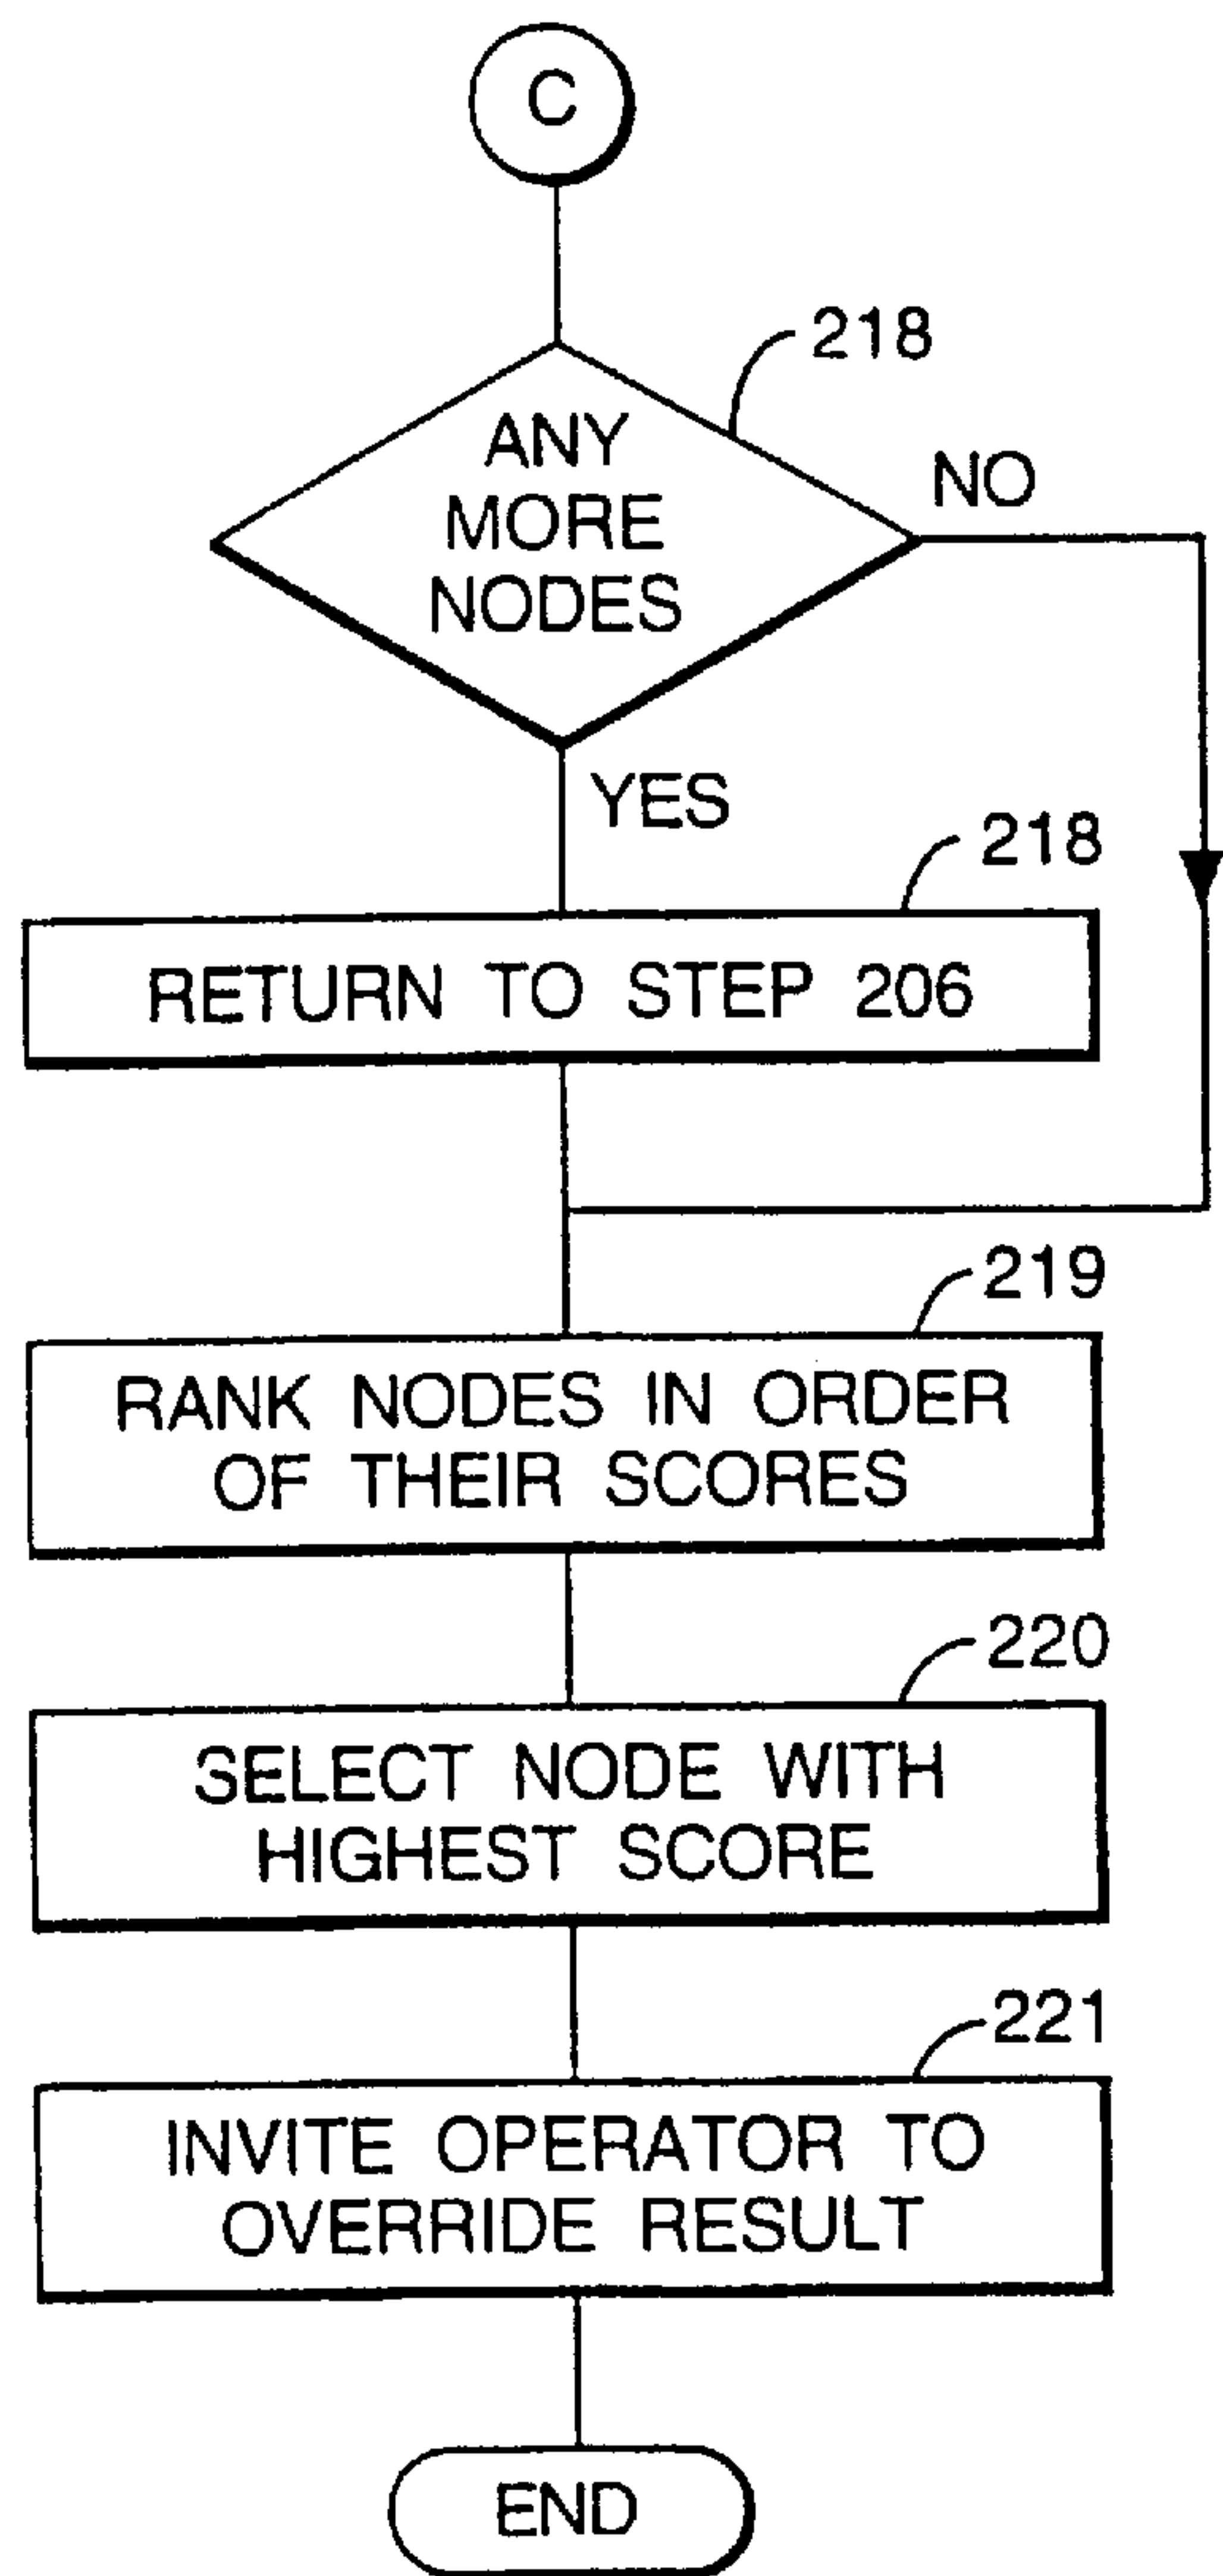 C
218
ANY
MORE
NODES
NO
YES
218
RETURN TO STEP 206
219
RANK NODES IN ORDER
OF THEIR SCORES
220
SELECT NODE WITH
HIGHEST SCORE
221
INVITE OPERATOR TO
OVERRIDE RESULT
END